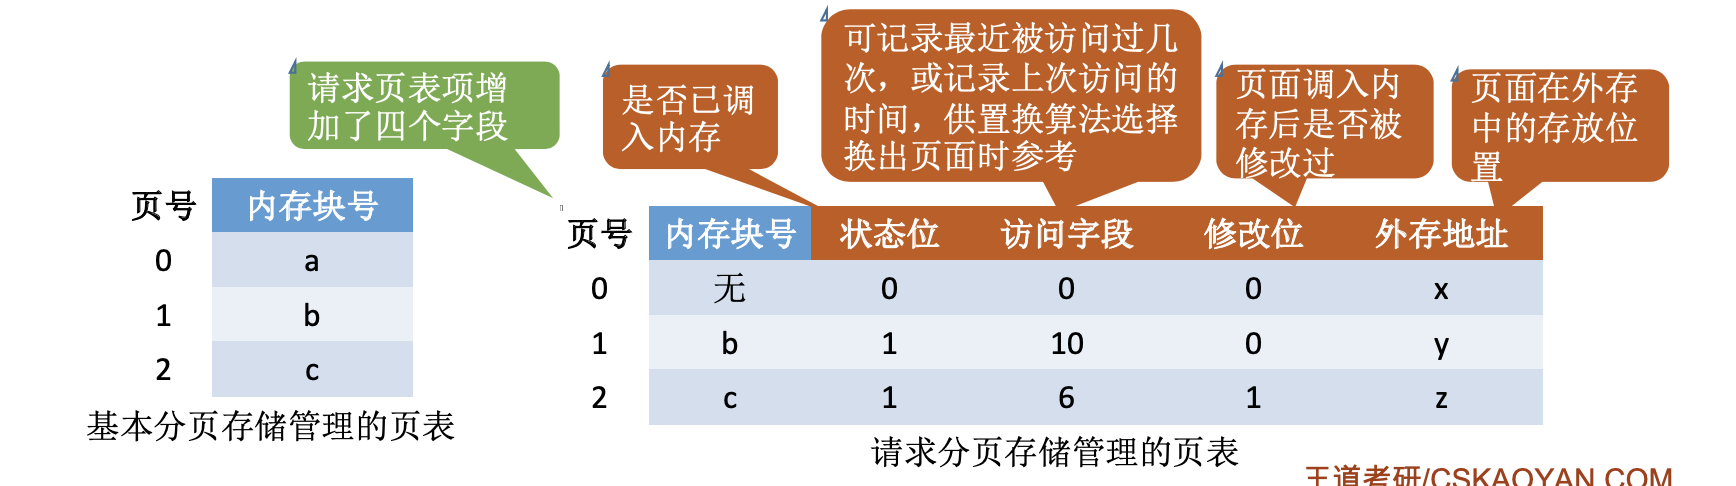 请求页表项增
加了四个字段
是否已调
入内存
可记录最近被访问过几
次，或记录上次访问的
时间，供置换算法选择
换出页面时参考
页面调入内
存后是否被
修改过
页面在外存
中的存放位
置
页号 内存块号
0 a
1 b
2 c
基本分页存储管理的页表
页号 内存块号 状态位 访问字段 修改位 外存地址
0 无 0 0 0 x
1 b 1 10 0 y
2 c 1 6 1 z
请求分页存储管理的页表
王道考研/CSKAOYAN.COM